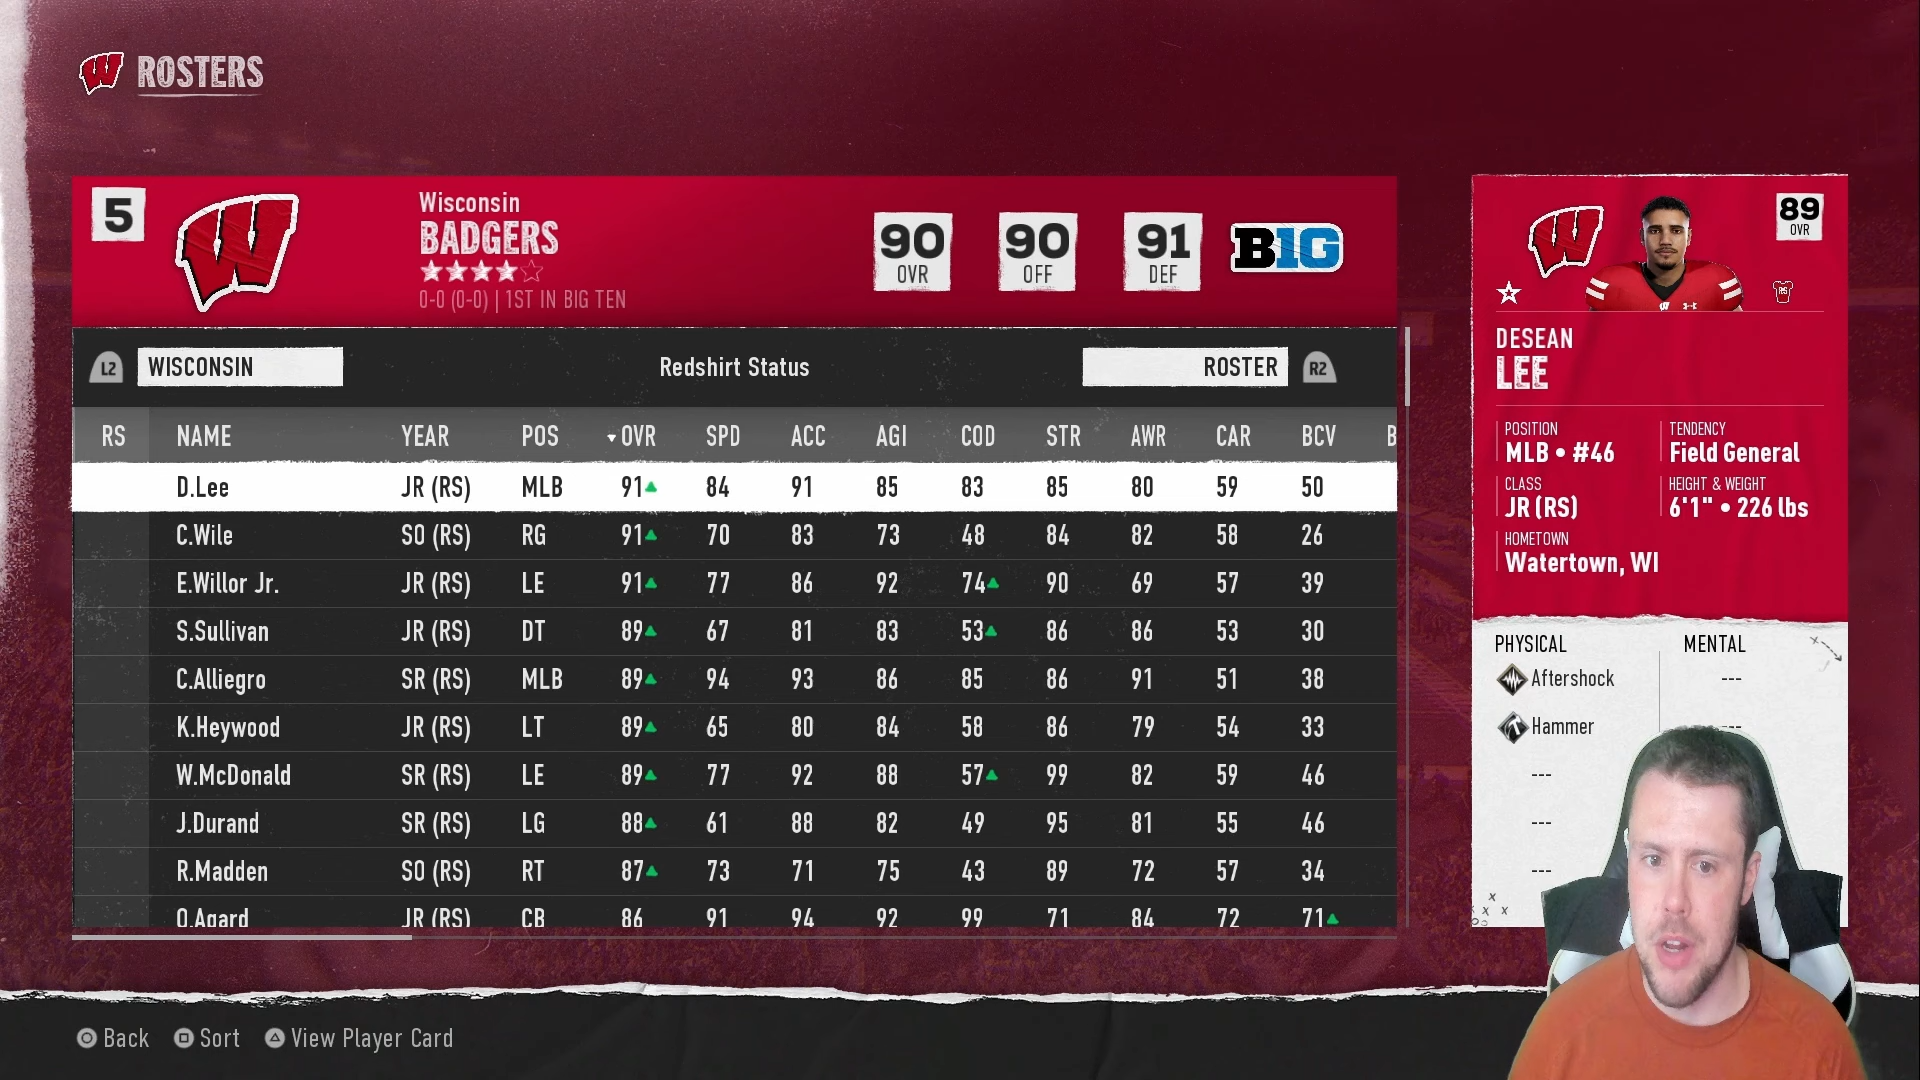 ROSTERS
5
Wisconsin
BADGERS
0-0 (0-0) | 1ST IN BIG TEN
90 OVR
90 OFF
91 DEF
B1G
L2 WISCONSIN Redshirt Status ROSTER R2
RS NAME YEAR POS OVR SPD ACC AGI COD STR AWR CAR BCV B
D.Lee JR (RS) MLB 91 84 91 85 83 85 80 59 50
C.Wile SO (RS) RG 91 70 83 73 48 84 82 58 26
E.Willor Jr. JR (RS) LE 91 77 86 92 74 90 69 57 39
S.Sullivan JR (RS) DT 89 67 81 83 53 86 86 53 30
C.Alliegro SR (RS) MLB 89 94 93 86 85 86 91 51 38
K.Heywood JR (RS) LT 89 65 80 84 58 86 79 54 33
W.McDonald SR (RS) LE 89 77 92 88 57 99 82 59 46
J.Durand SR (RS) LG 88 61 88 82 49 95 81 55 46
R.Madden SO (RS) RT 87 73 71 75 43 89 72 57 34
O.Agard JR (RS) CB 86 91 94 92 99 71 84 72 71
89 OVR
DESEAN
LEE
POSITION TENDENCY
MLB • #46 Field General
CLASS HEIGHT & WEIGHT
JR (RS) 6'1" • 226 lbs
HOMETOWN
Watertown, WI
PHYSICAL MENTAL
Aftershock ---
Hammer ---
---
---
---
Back Sort View Player Card